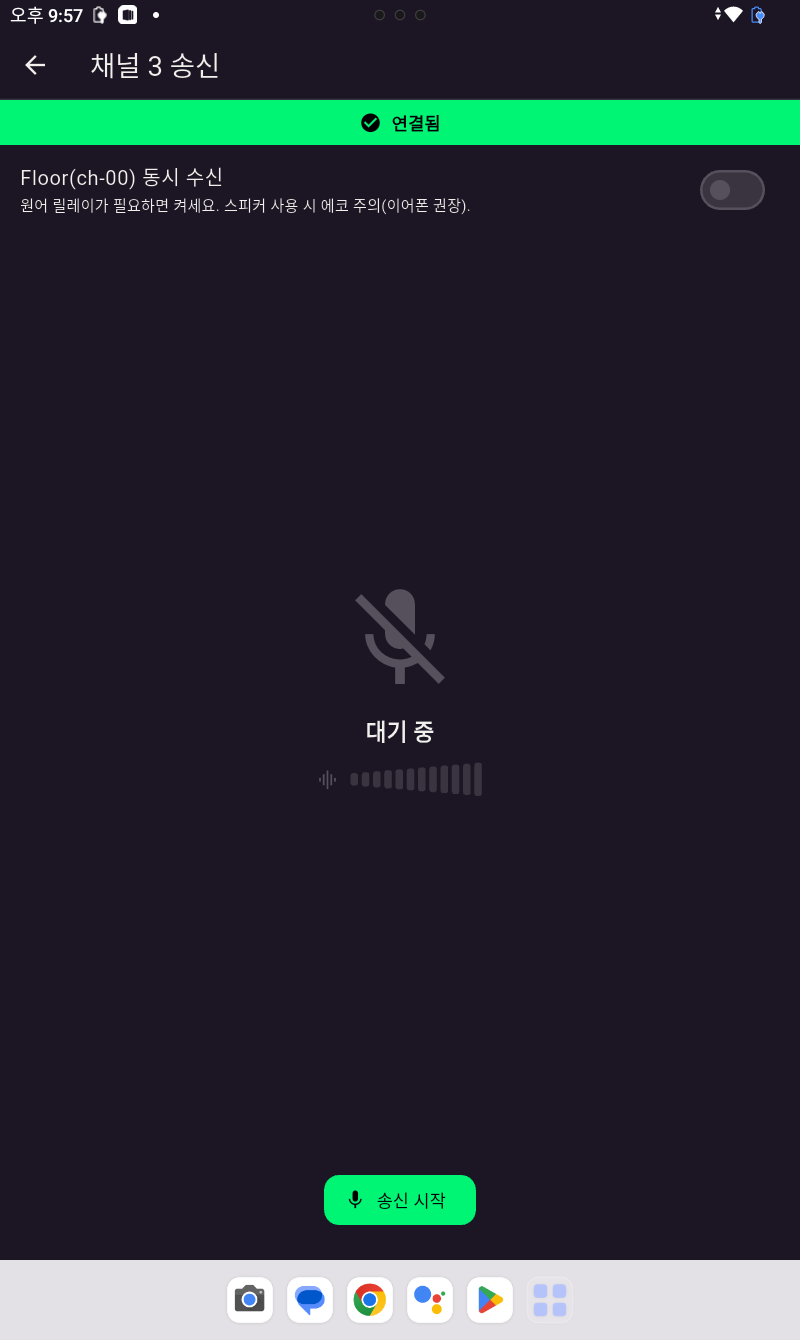 오후 9:57
채널 3 송신
연결됨
Floor(ch-00) 동시 수신
원어 릴레이가 필요하면 켜세요. 스피커 사용 시 에코 주의(이어폰 권장).
대기 중
송신 시작